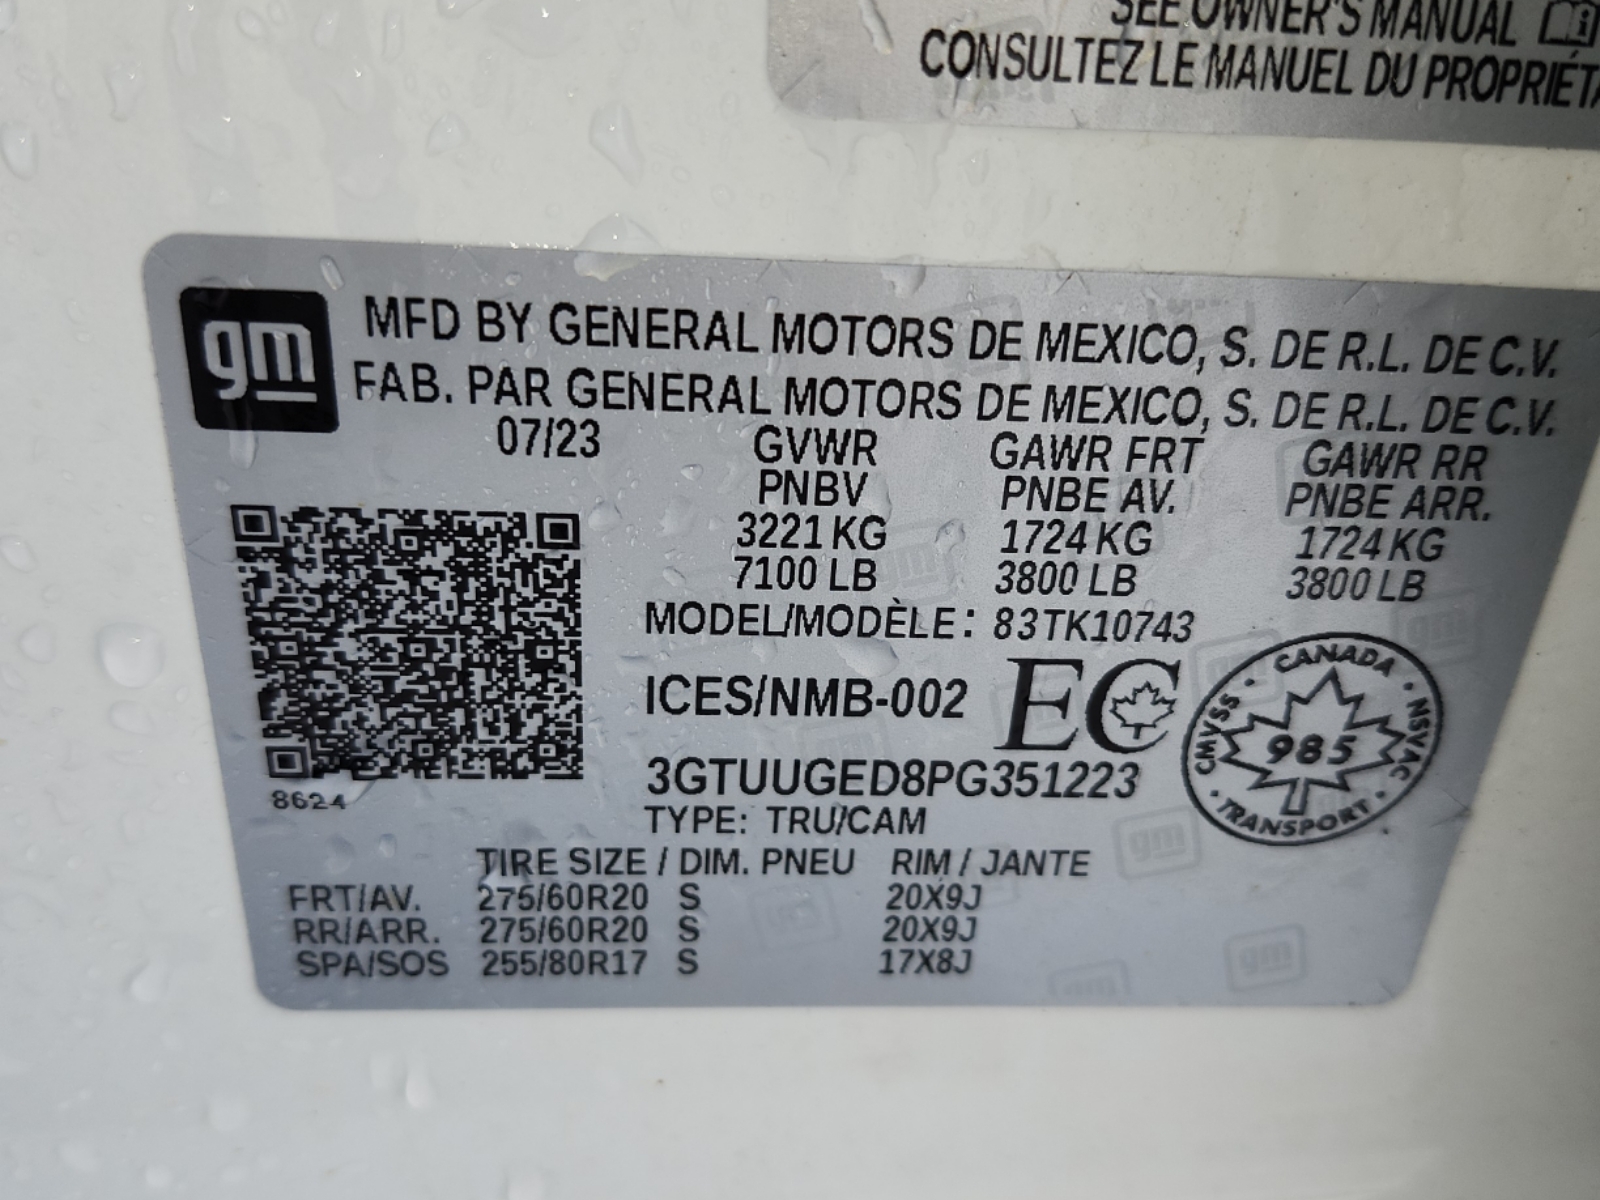 SEE OWNER'S MANUAL
CONSULTEZ LE MANUEL DU
gm
MFD BY GENERAL MOTORS DE MEXICO, S. DE R.L. DE C.V.
FAB. PAR GENERAL MOTORS DE MEXICO, S. DE R.L. DE C.V.
07/23 GVWR GAWR FRT GAWR RR
PNBV PNBE AV. PNBE ARR.
3221 KG 1724 KG 1724 KG
7100 LB 3800 LB 3800 LB
MODEL/MODÈLE: 83TK10743
ICES/NMB-002 EC
CANADA
CMVSS · NSVAC
985
TRANSPORT
3GTUUGED8PG351223
8624
TYPE: TRU/CAM
TIRE SIZE / DIM. PNEU RIM / JANTE
FRT/AV. 275/60R20 S 20X9J
RR/ARR. 275/60R20 S 20X9J
SPA/SOS 255/80R17 S 17X8J